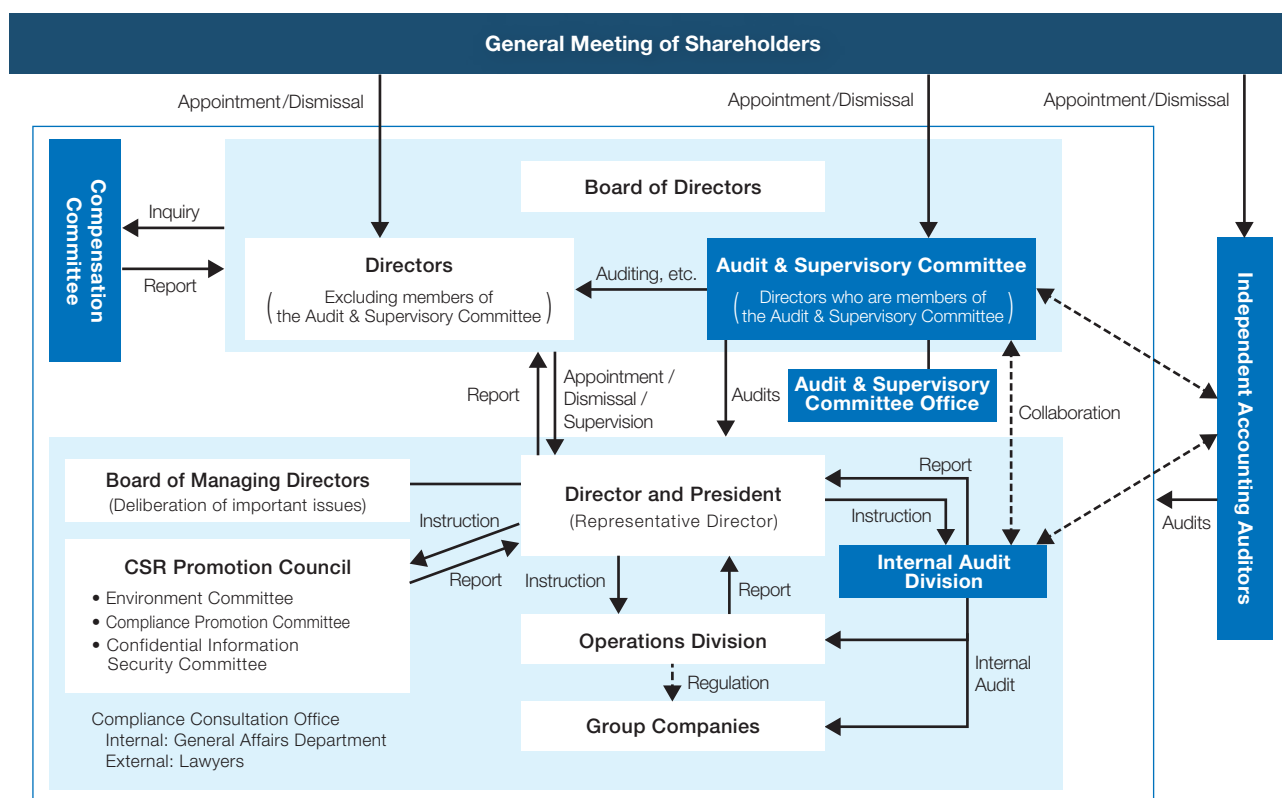 General Meeting of Shareholders
Appointment/Dismissal
Appointment/Dismissal
Appointment/Dismissal
Compensation
Committee
Inquiry
Report
Board of Directors
Directors
(Excluding members of
the Audit & Supervisory Committee)
Auditing, etc.
Audit & Supervisory Committee
(Directors who are members of
the Audit & Supervisory Committee)
Independent Accounting Auditors
Report
Appointment /
Dismissal /
Supervision
Audits
Audit & Supervisory
Committee Office
Collaboration
Board of Managing Directors
(Deliberation of important issues)
Director and President
(Representative Director)
Report
Instruction
Audits
Instruction
Report
CSR Promotion Council
• Environment Committee
• Compliance Promotion Committee
• Confidential Information
Security Committee
Instruction
Report
Internal Audit
Division
Operations Division
Regulation
Internal
Audit
Group Companies
Compliance Consultation Office
Internal: General Affairs Department
External: Lawyers